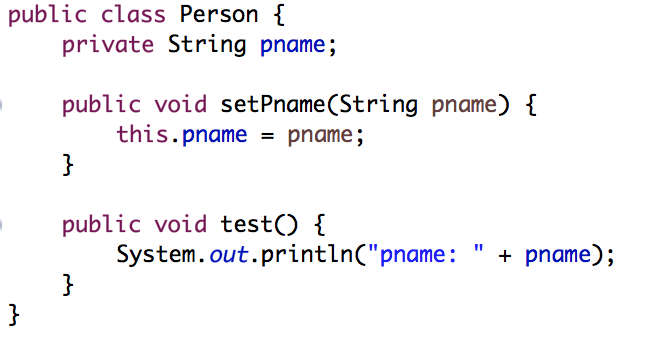 public class Person {
    private String pname;

    public void setPname(String pname) {
        this.pname = pname;
    }

    public void test() {
        System.out.println("pname: " + pname);
    }
}